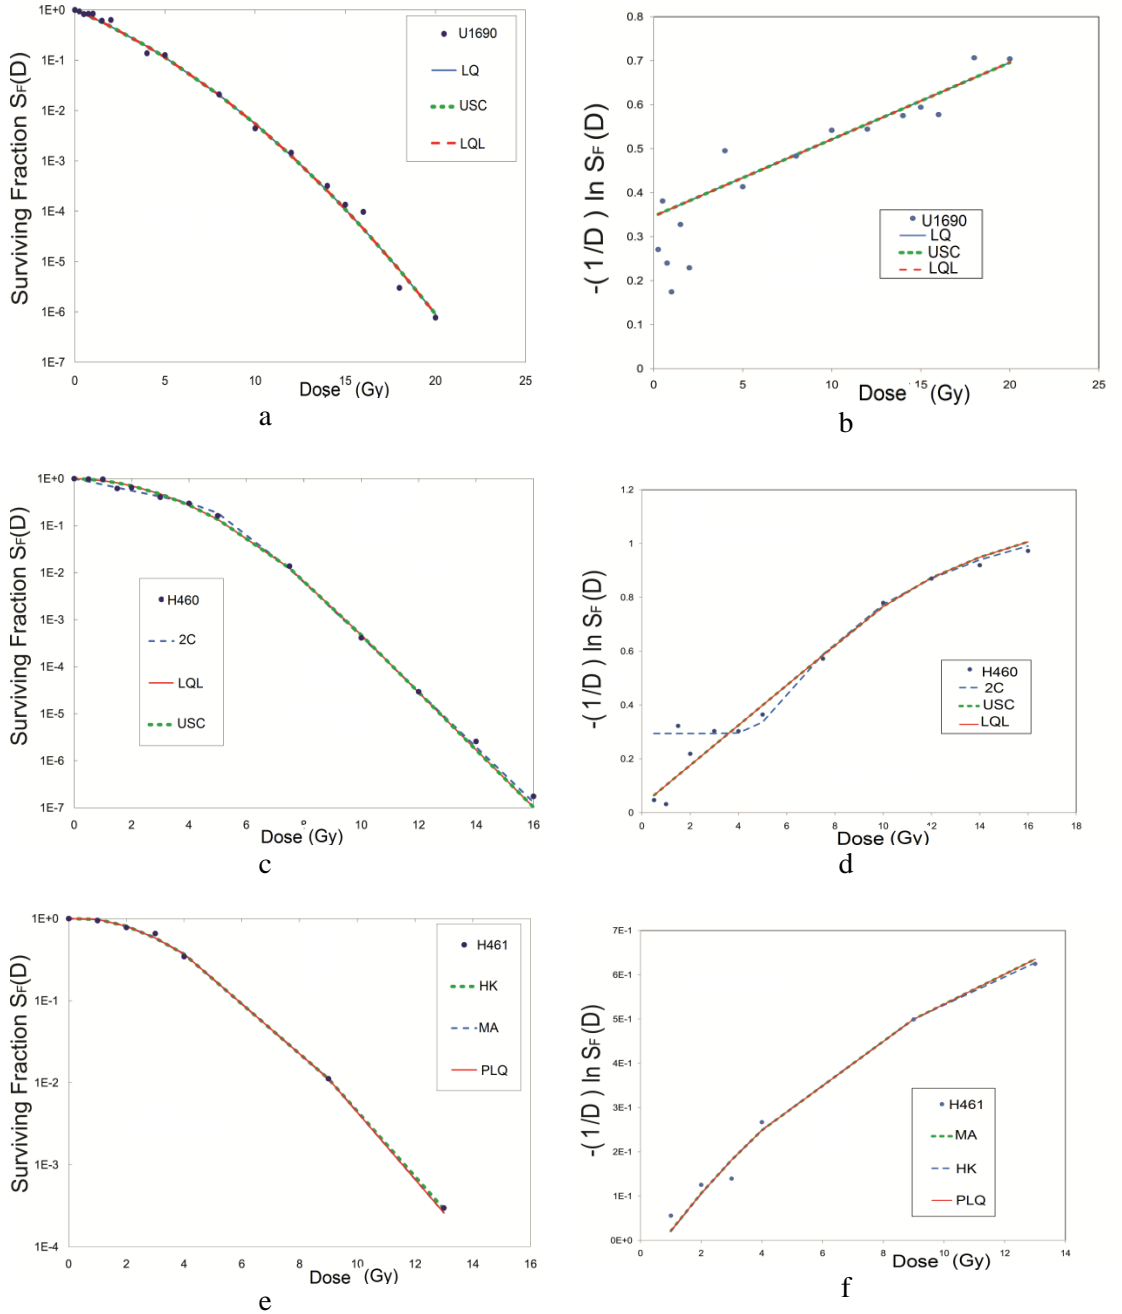 Surviving Fraction SF(D)
1E+0
1E-1
1E-2
1E-3
1E-4
1E-5
1E-6
1E-7
0 5 10 15 20 25
Dose (Gy)
U1690
LQ
USC
LQL
a
-(1/D) ln SF(D)
0.8
0.7
0.6
0.5
0.4
0.3
0.2
0.1
0
0 5 10 15 20 25
Dose (Gy)
U1690
LQ
USC
LQL
b
Surviving Fraction SF(D)
1E+0
1E-1
1E-2
1E-3
1E-4
1E-5
1E-6
1E-7
0 2 4 6 8 10 12 14 16
Dose (Gy)
H460
2C
LQL
USC
c
-(1/D) ln SF(D)
1.2
1
0.8
0.6
0.4
0.2
0
0 2 4 6 8 10 12 14 16 18
Dose (Gy)
H460
2C
USC
LQL
d
Surviving Fraction SF(D)
1E+0
1E-1
1E-2
1E-3
1E-4
0 2 4 6 8 10 12 14 16
Dose (Gy)
H461
HK
MA
PLQ
e
-(1/D) ln SF(D)
7E-1
6E-1
5E-1
4E-1
3E-1
2E-1
1E-1
0E+0
0 2 4 6 8 10 12 14
Dose (Gy)
H461
MA
HK
PLQ
f